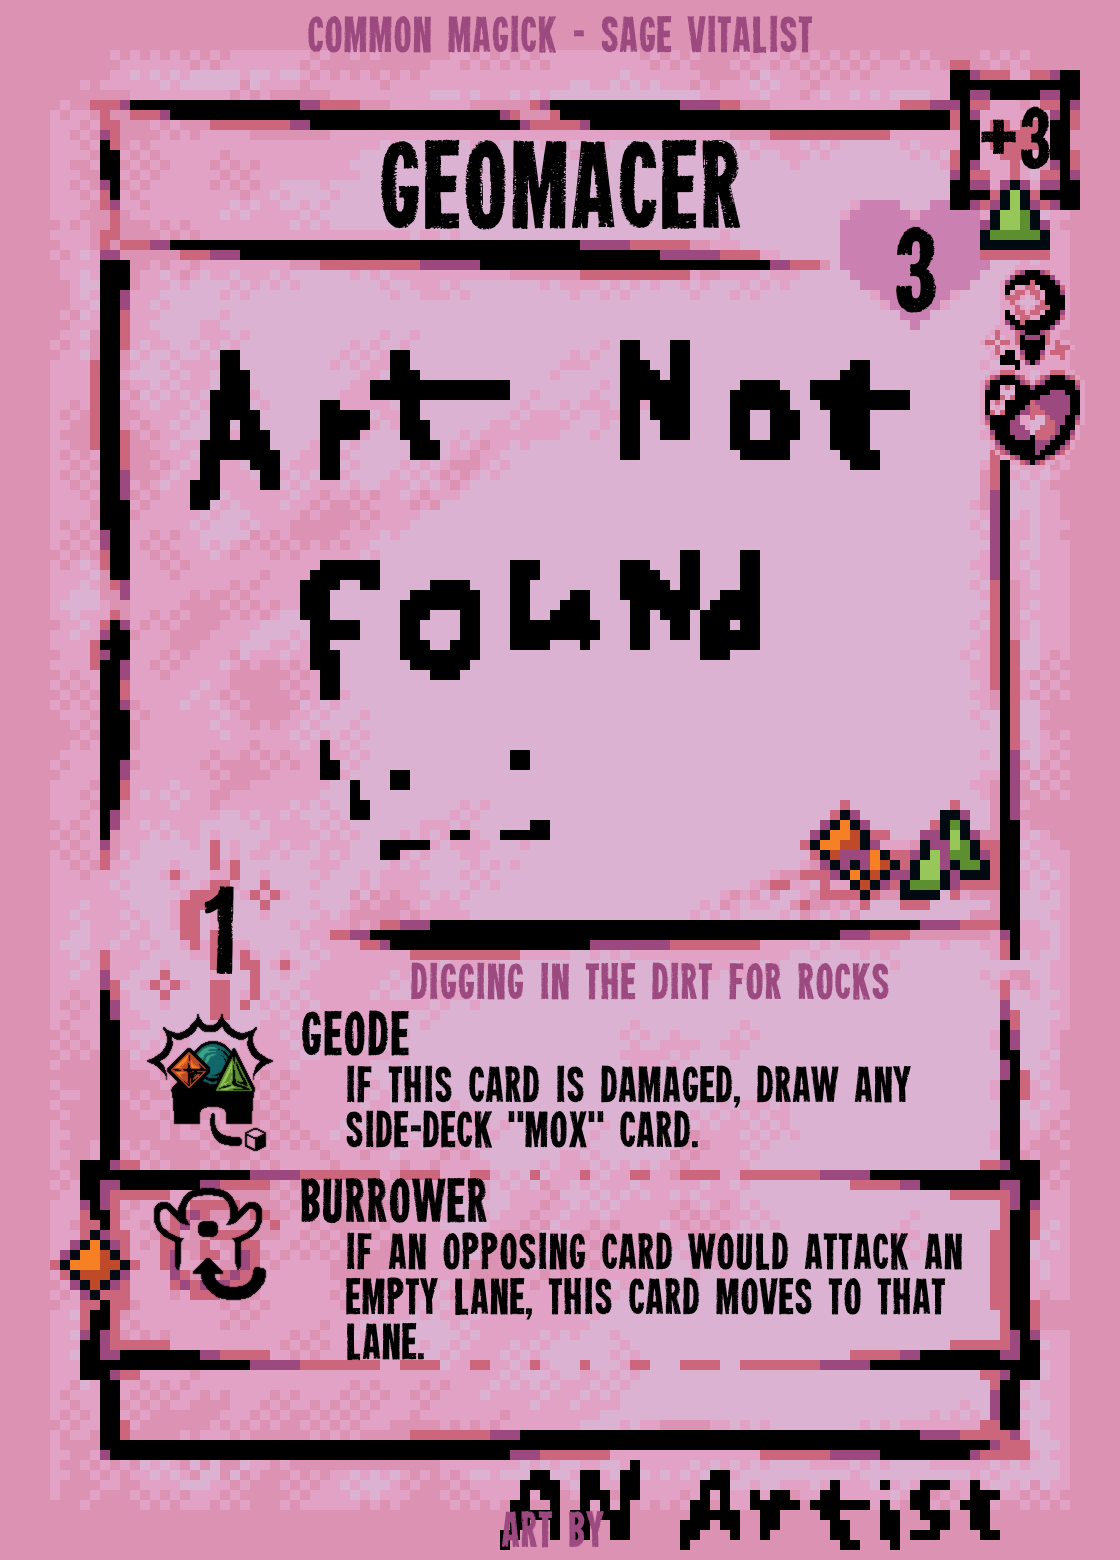 COMMON MAGICK - SAGE VITALIST
+3
GEOMACER
3
Art Not
Found
1
DIGGING IN THE DIRT FOR ROCKS
GEODE
IF THIS CARD IS DAMAGED, DRAW ANY
SIDE-DECK "MOX" CARD.
BURROWER
IF AN OPPOSING CARD WOULD ATTACK AN
EMPTY LANE, THIS CARD MOVES TO THAT
LANE.
ART BY AN Artist